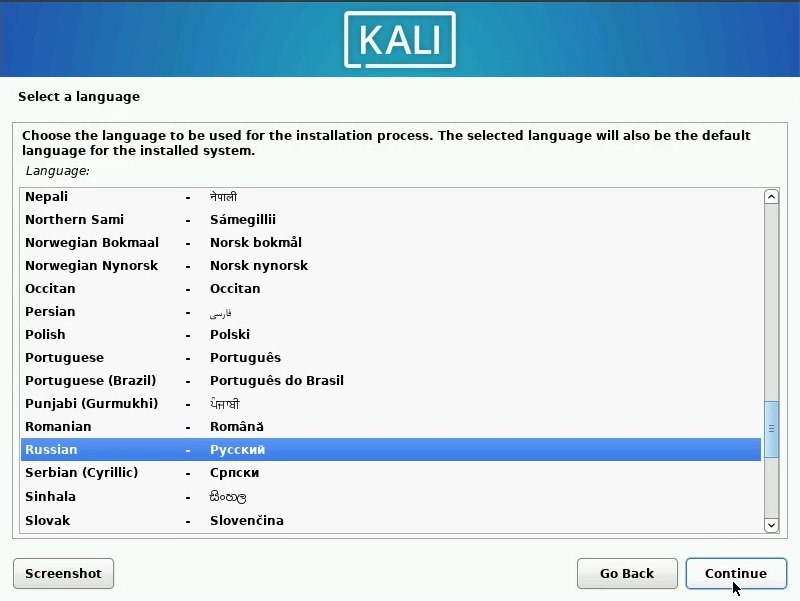 KALI
Select a language
Choose the language to be used for the installation process. The selected language will also be the default
language for the installed system.
Language:
Nepali - नेपाली
Northern Sami - Sámegillii
Norwegian Bokmaal - Norsk bokmål
Norwegian Nynorsk - Norsk nynorsk
Occitan - Occitan
Persian - فارسی
Polish - Polski
Portuguese - Português
Portuguese (Brazil) - Português do Brasil
Punjabi (Gurmukhi) - ਪੰਜਾਬੀ
Romanian - Română
Russian - Русский
Serbian (Cyrillic) - Српски
Sinhala - සිංහල
Slovak - Slovenčina
Screenshot Go Back Continue